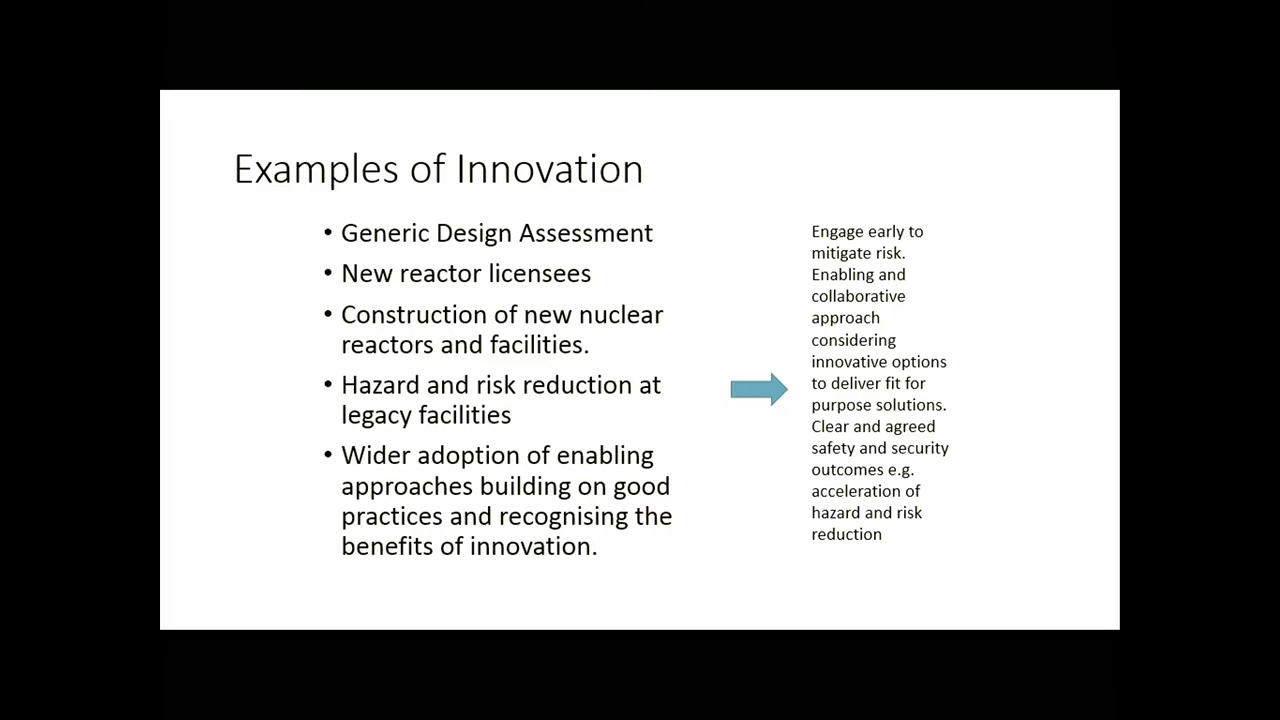 Examples of Innovation
• Generic Design Assessment
• New reactor licensees
• Construction of new nuclear
reactors and facilities.
• Hazard and risk reduction at
legacy facilities
• Wider adoption of enabling
approaches building on good
practices and recognising the
benefits of innovation.
Engage early to
mitigate risk.
Enabling and
collaborative
approach
considering
innovative options
to deliver fit for
purpose solutions.
Clear and agreed
safety and security
outcomes e.g.
acceleration of
hazard and risk
reduction